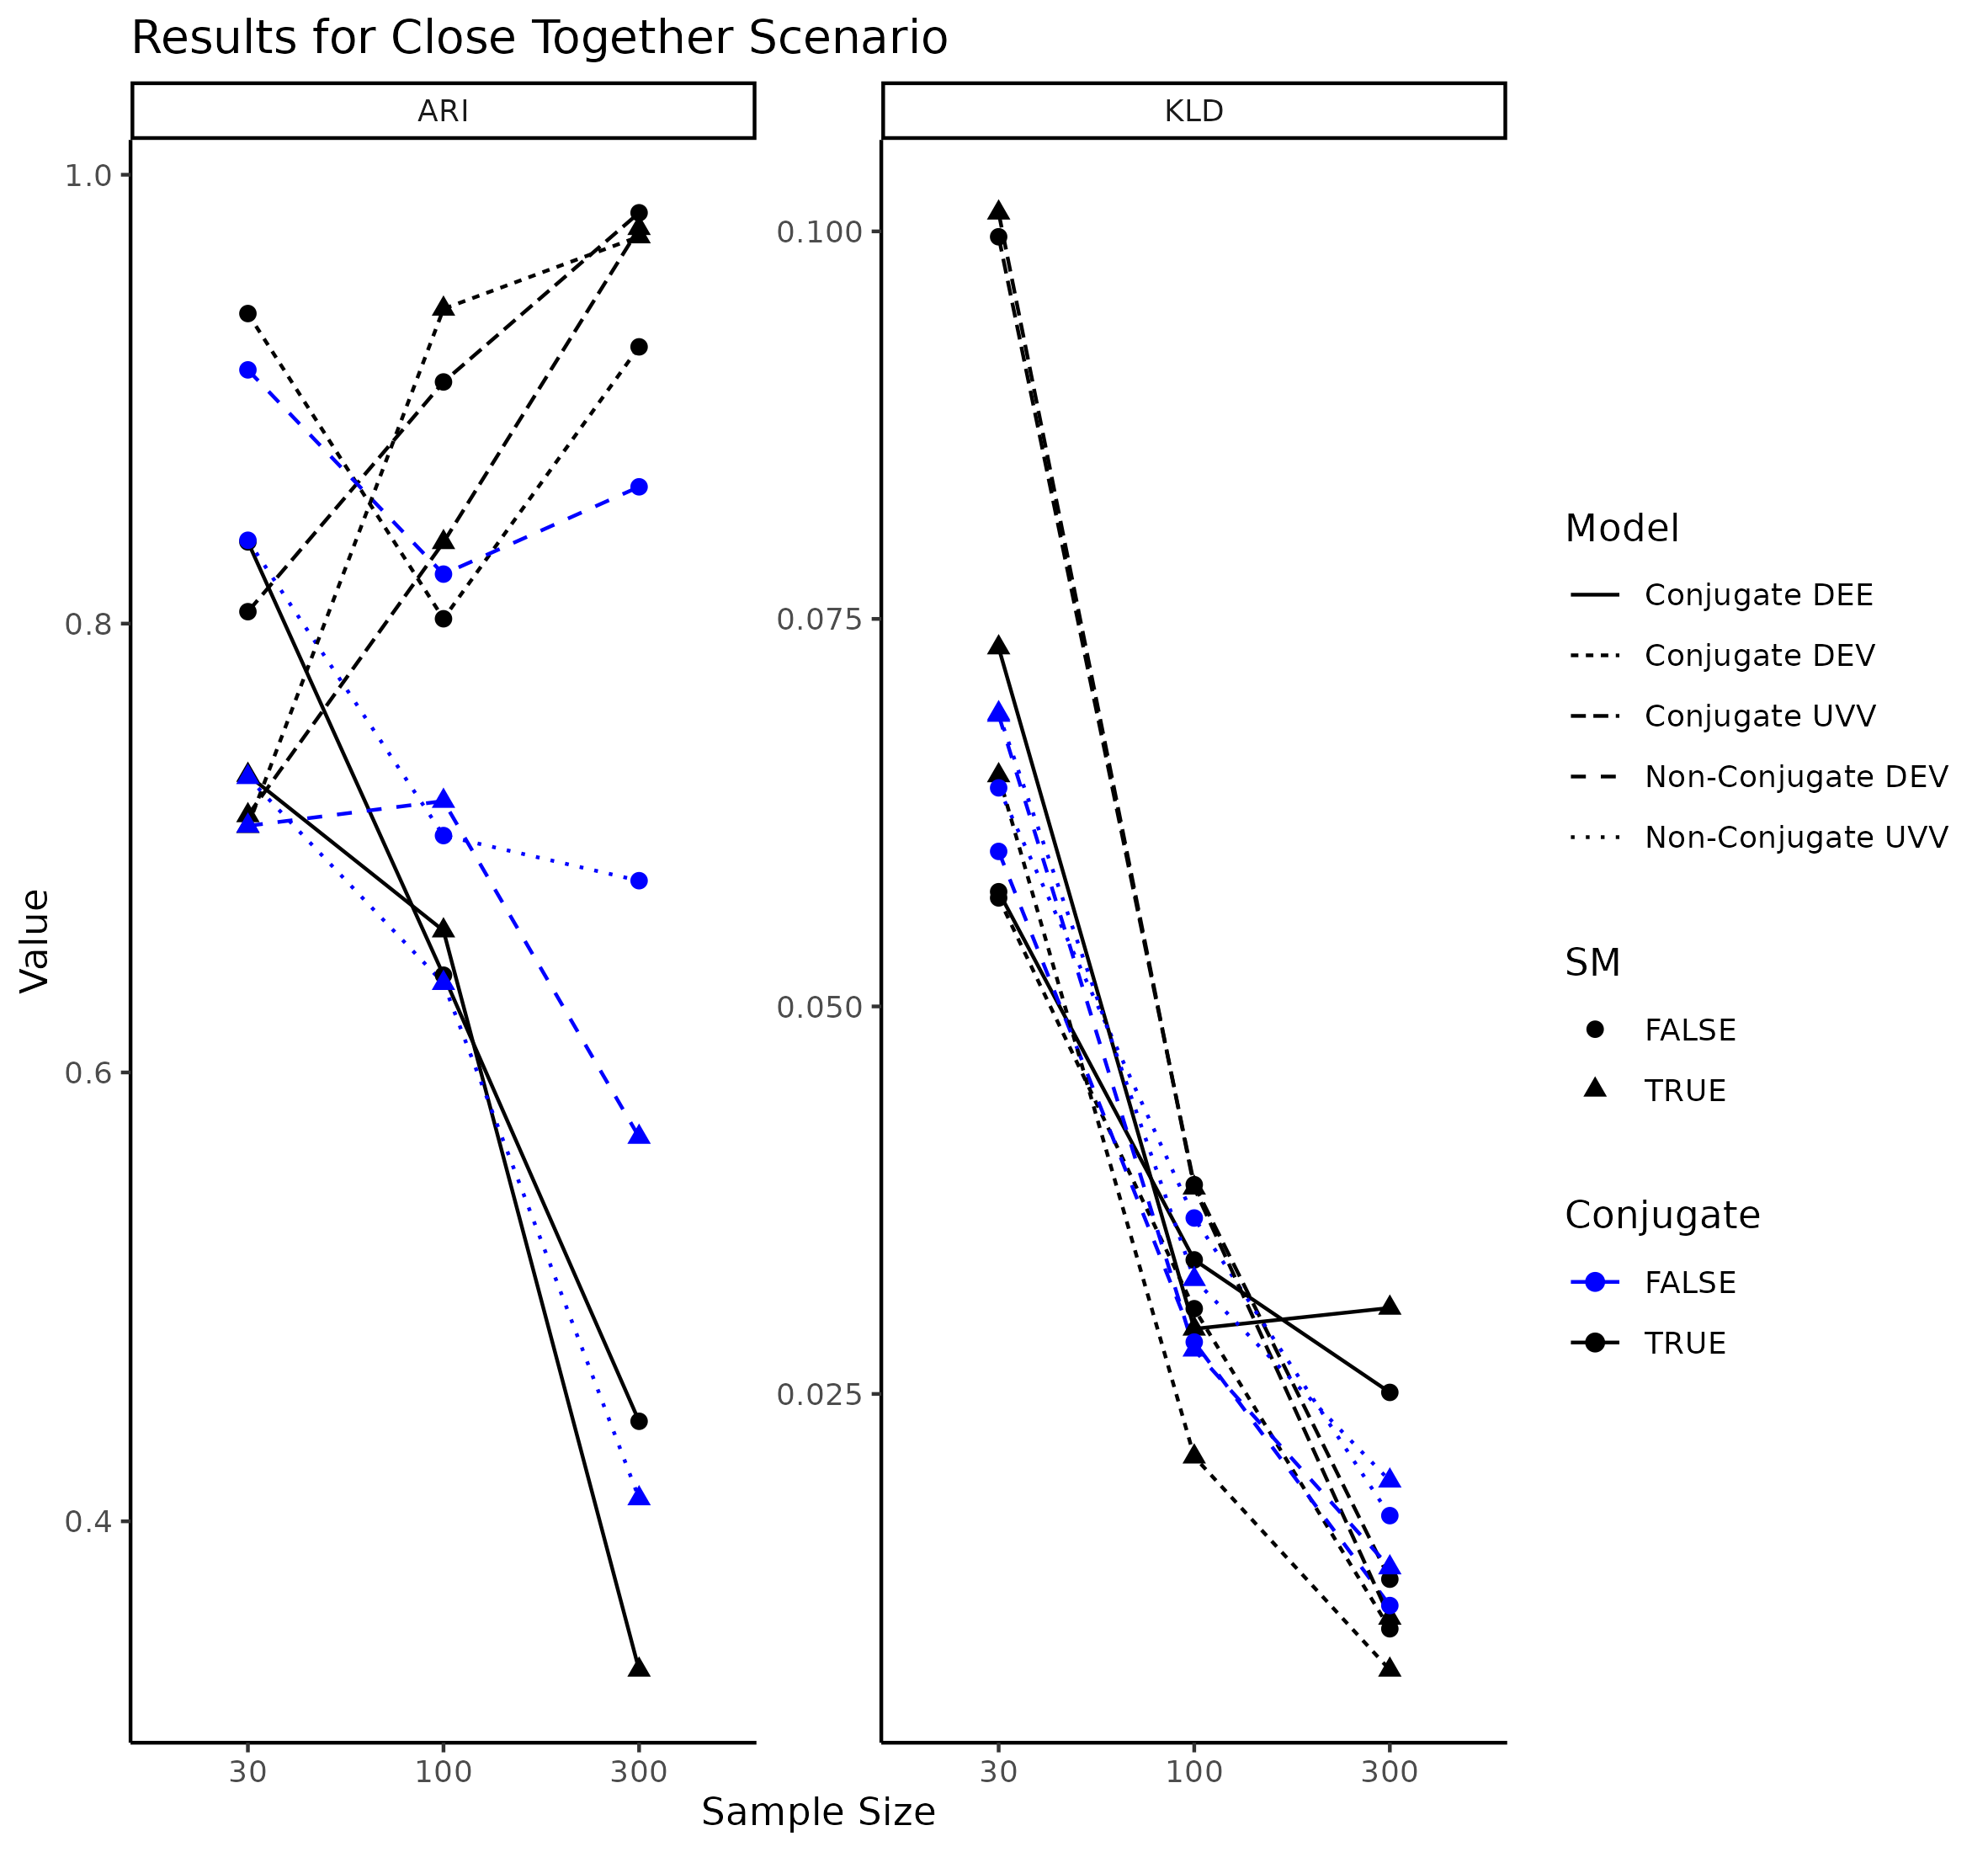 Results for Close Together Scenario
ARI
KLD
1.0
0.8
0.6
0.4
0.100
0.075
0.050
0.025
30
100
300
30
100
300
Value
Sample Size
Model
Conjugate DEE
Conjugate DEV
Conjugate UVV
Non-Conjugate DEV
Non-Conjugate UVV
SM
FALSE
TRUE
Conjugate
FALSE
TRUE